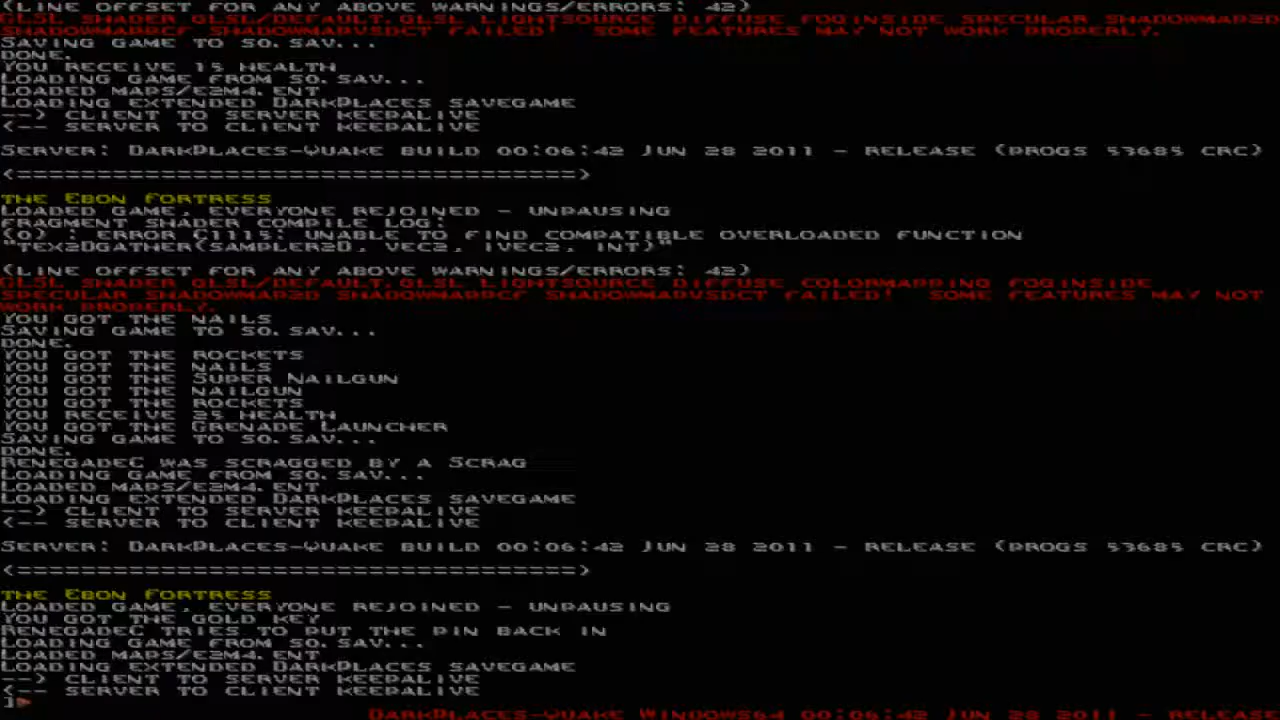 (LINE OFFSET FOR ANY ABOVE WARNINGS/ERRORS: 42)
GLSL SHADER GLSL/DEFAULT.GLSL LIGHTSOURCE DIFFUSE FOGINSIDE SPECULAR SHADOWMAP2D
SHADOWMAPPCF SHADOWMAPVSDCT FAILED!  SOME FEATURES MAY NOT WORK PROPERLY.
SAVING GAME TO S0.SAV...
DONE.
YOU RECEIVE 15 HEALTH
LOADING GAME FROM S0.SAV...
LOADED MAPS/E2M4.ENT
LOADING EXTENDED DARKPLACES SAVEGAME
--> CLIENT TO SERVER KEEPALIVE
<-- SERVER TO CLIENT KEEPALIVE
SERVER: DARKPLACES-QUAKE BUILD 00:06:42 JUN 28 2011 - RELEASE (PROGS 53685 CRC)
<===================================>
THE EBON FORTRESS
LOADED GAME, EVERYONE REJOINED - UNPAUSING
FRAGMENT SHADER COMPILE LOG:
(0) : ERROR C1115: UNABLE TO FIND COMPATIBLE OVERLOADED FUNCTION
"TEX2DGATHER(SAMPLER2D, VEC2, IVEC2, INT)"
(LINE OFFSET FOR ANY ABOVE WARNINGS/ERRORS: 42)
GLSL SHADER GLSL/DEFAULT.GLSL LIGHTSOURCE DIFFUSE COLORMAPPING FOGINSIDE
SPECULAR SHADOWMAP2D SHADOWMAPPCF SHADOWMAPVSDCT FAILED!  SOME FEATURES MAY NOT
WORK PROPERLY.
YOU GOT THE NAILS
SAVING GAME TO S0.SAV...
DONE.
YOU GOT THE ROCKETS
YOU GOT THE NAILS
YOU GOT THE SUPER NAILGUN
YOU GOT THE NAILGUN
YOU GOT THE ROCKETS
YOU RECEIVE 25 HEALTH
YOU GOT THE GRENADE LAUNCHER
SAVING GAME TO S0.SAV...
DONE.
RENEGADEC WAS SCRAGGED BY A SCRAG
LOADING GAME FROM S0.SAV...
LOADED MAPS/E2M4.ENT
LOADING EXTENDED DARKPLACES SAVEGAME
--> CLIENT TO SERVER KEEPALIVE
<-- SERVER TO CLIENT KEEPALIVE
SERVER: DARKPLACES-QUAKE BUILD 00:06:42 JUN 28 2011 - RELEASE (PROGS 53685 CRC)
<===================================>
THE EBON FORTRESS
LOADED GAME, EVERYONE REJOINED - UNPAUSING
YOU GOT THE GOLD KEY
RENEGADEC TRIES TO PUT THE PIN BACK IN
LOADING GAME FROM S0.SAV...
LOADED MAPS/E2M4.ENT
LOADING EXTENDED DARKPLACES SAVEGAME
--> CLIENT TO SERVER KEEPALIVE
<-- SERVER TO CLIENT KEEPALIVE
]
DARKPLACES-QUAKE WINDOWS64 00:06:42 JUN 28 2011 - RELEASE